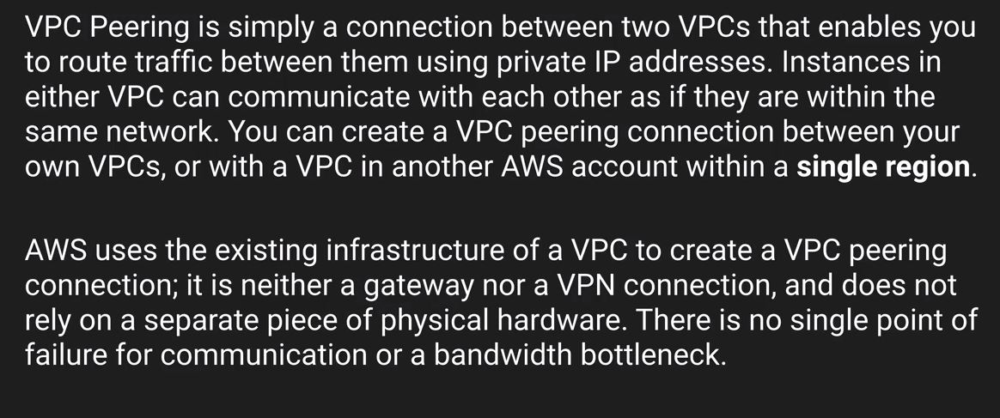 VPC Peering is simply a connection between two VPCs that enables you
to route traffic between them using private IP addresses. Instances in
either VPC can communicate with each other as if they are within the
same network. You can create a VPC peering connection between your
own VPCs, or with a VPC in another AWS account within a single region.
AWS uses the existing infrastructure of a VPC to create a VPC peering
connection; it is neither a gateway nor a VPN connection, and does not
rely on a separate piece of physical hardware. There is no single point of
failure for communication or a bandwidth bottleneck.